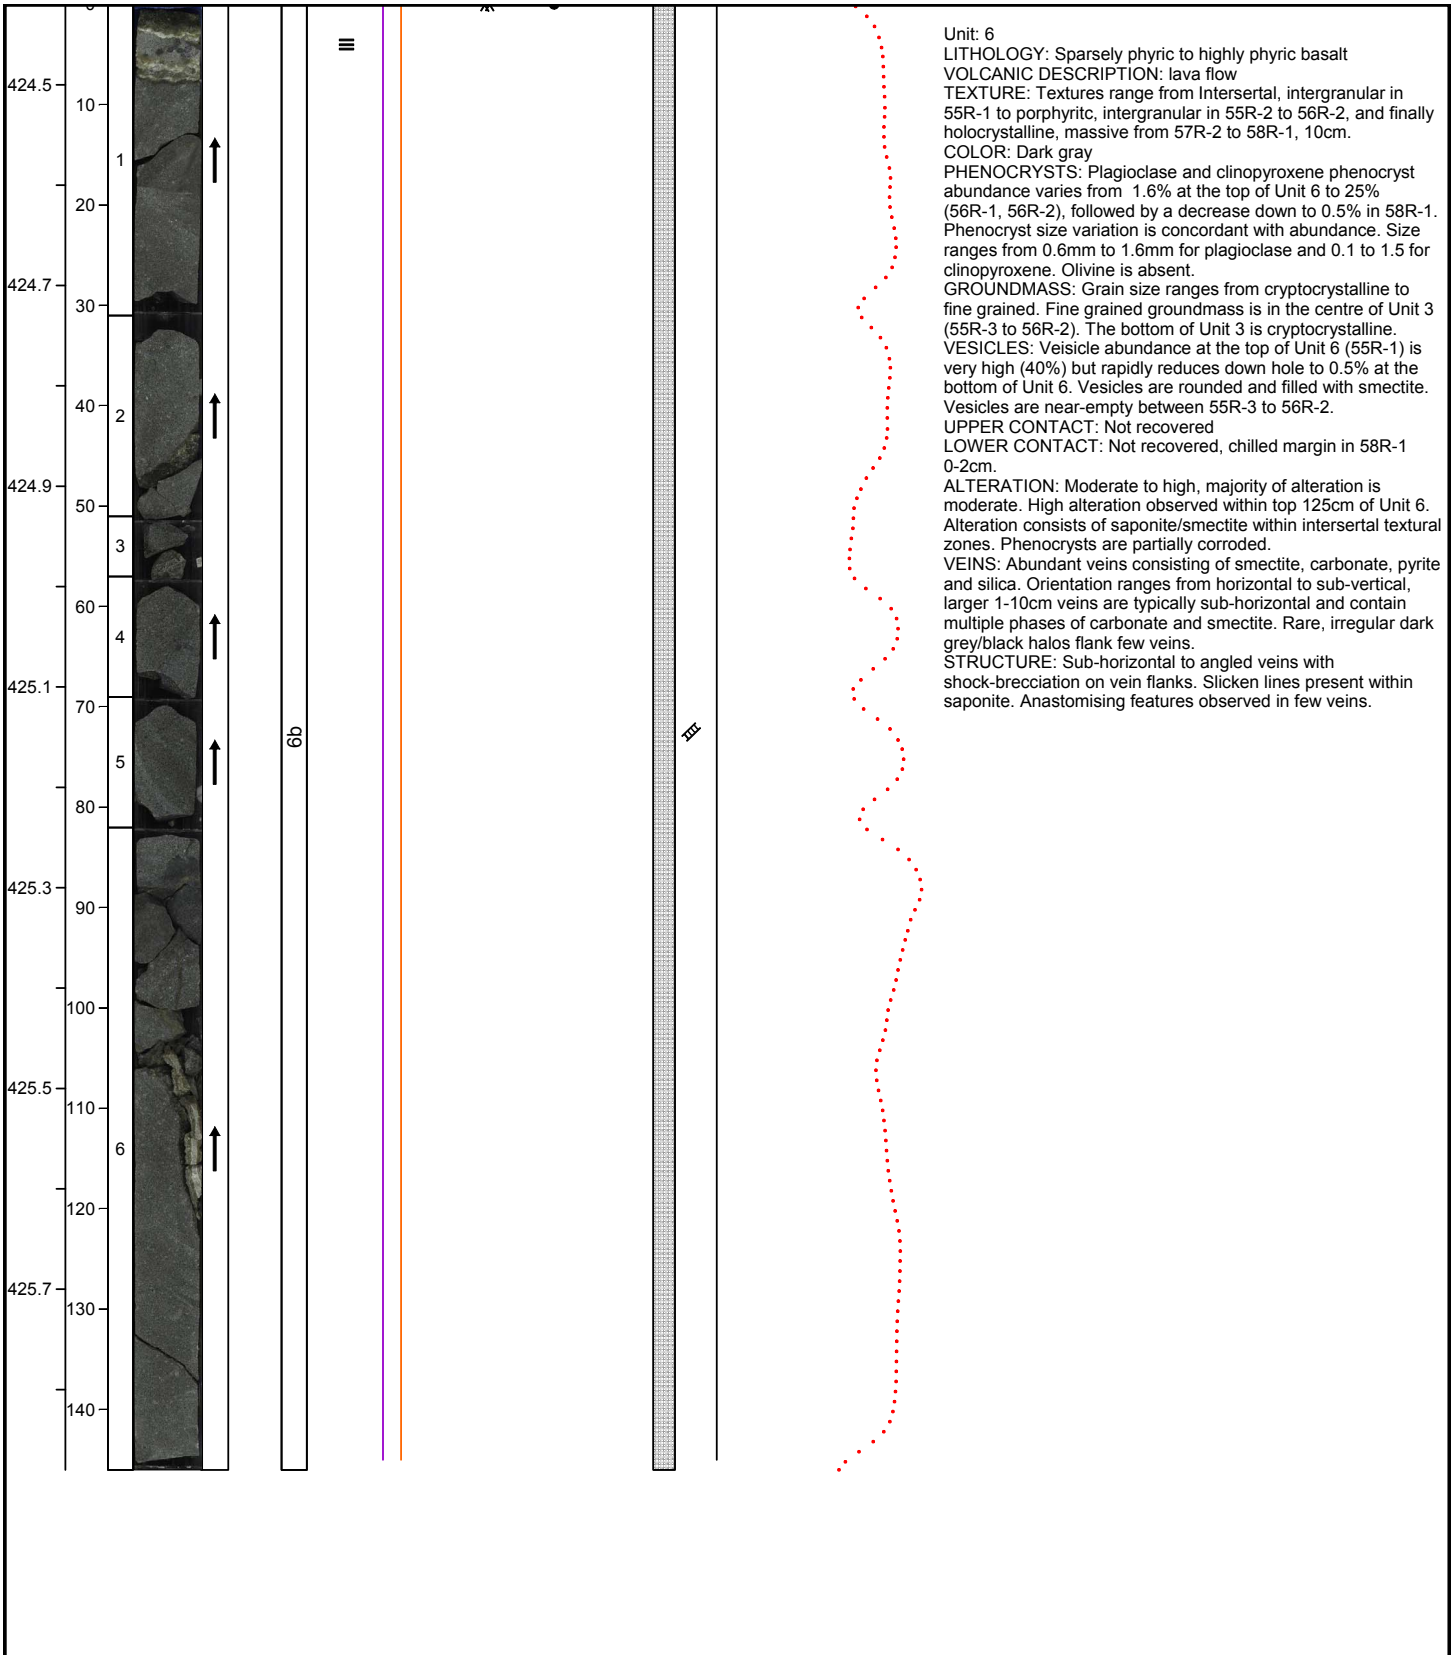 0
424.5
10
1
20
424.7
30
40
2
424.9
50
3
60
4
425.1
70
6b
5
80
425.3
90
100
425.5
110
6
120
425.7
130
140
Unit: 6
LITHOLOGY: Sparsely phyric to highly phyric basalt
VOLCANIC DESCRIPTION: lava flow
TEXTURE: Textures range from Intersertal, intergranular in
55R-1 to porphyritc, intergranular in 55R-2 to 56R-2, and finally
holocrystalline, massive from 57R-2 to 58R-1, 10cm.
COLOR: Dark gray
PHENOCRYSTS: Plagioclase and clinopyroxene phenocryst
abundance varies from 1.6% at the top of Unit 6 to 25%
(56R-1, 56R-2), followed by a decrease down to 0.5% in 58R-1.
Phenocryst size variation is concordant with abundance. Size
ranges from 0.6mm to 1.6mm for plagioclase and 0.1 to 1.5 for
clinopyroxene. Olivine is absent.
GROUNDMASS: Grain size ranges from cryptocrystalline to
fine grained. Fine grained groundmass is in the centre of Unit 3
(55R-3 to 56R-2). The bottom of Unit 3 is cryptocrystalline.
VESICLES: Veisicle abundance at the top of Unit 6 (55R-1) is
very high (40%) but rapidly reduces down hole to 0.5% at the
bottom of Unit 6. Vesicles are rounded and filled with smectite.
Vesicles are near-empty between 55R-3 to 56R-2.
UPPER CONTACT: Not recovered
LOWER CONTACT: Not recovered, chilled margin in 58R-1
0-2cm.
ALTERATION: Moderate to high, majority of alteration is
moderate. High alteration observed within top 125cm of Unit 6.
Alteration consists of saponite/smectite within intersertal textural
zones. Phenocrysts are partially corroded.
VEINS: Abundant veins consisting of smectite, carbonate, pyrite
and silica. Orientation ranges from horizontal to sub-vertical,
larger 1-10cm veins are typically sub-horizontal and contain
multiple phases of carbonate and smectite. Rare, irregular dark
grey/black halos flank few veins.
STRUCTURE: Sub-horizontal to angled veins with
shock-brecciation on vein flanks. Slicken lines present within
saponite. Anastomising features observed in few veins.